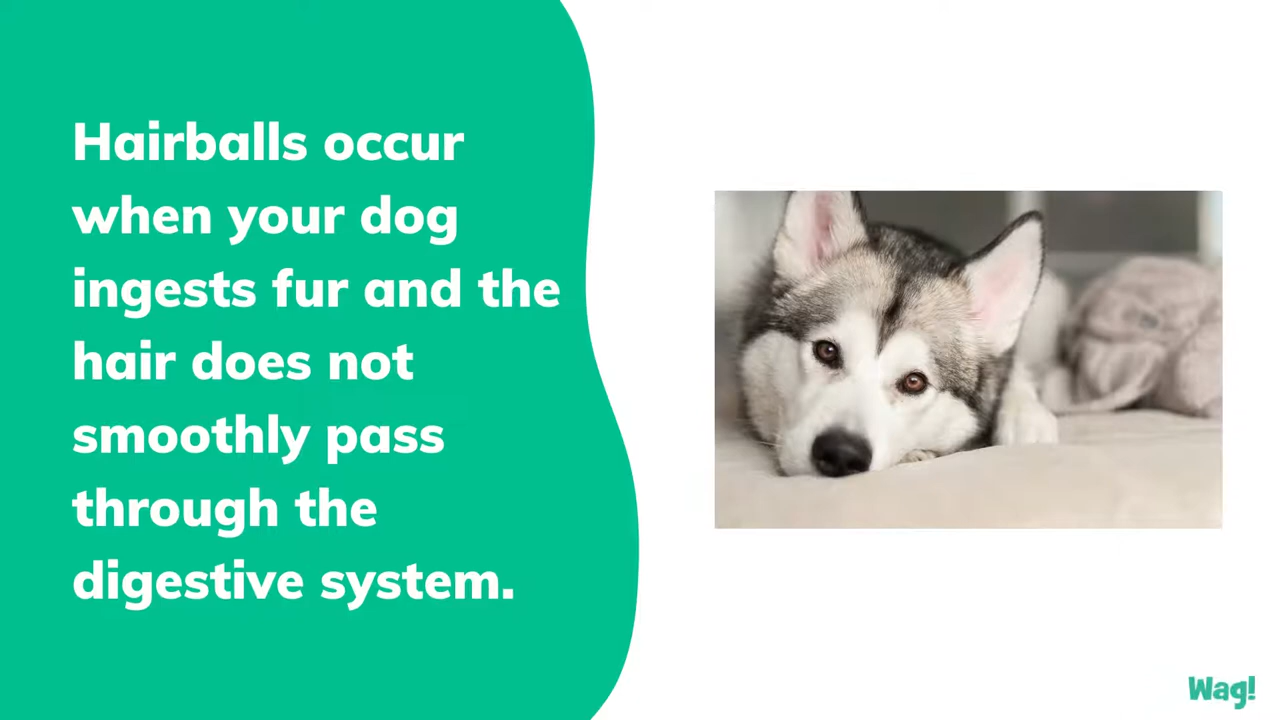 Hairballs occur
when your dog
ingests fur and the
hair does not
smoothly pass
through the
digestive system.
Wag!